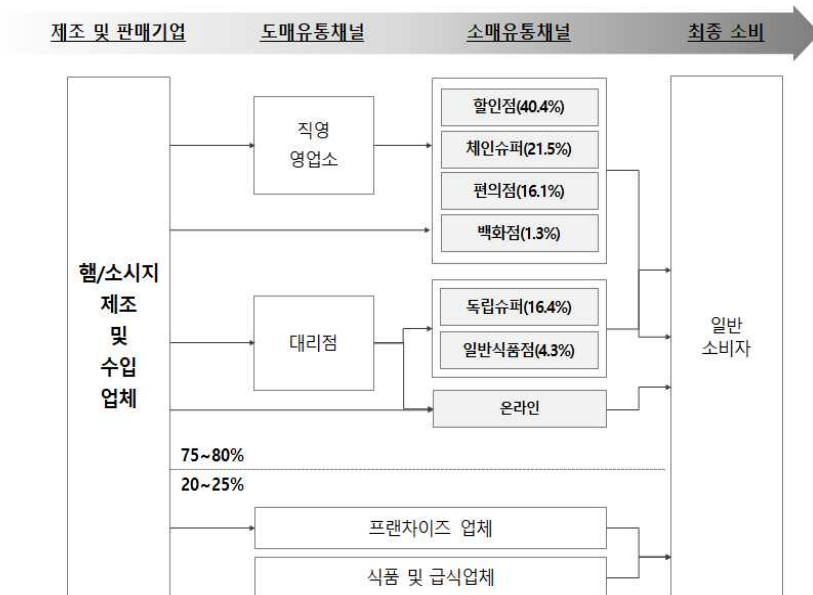 제조 및 판매기업
도매유통채널
소매유통채널
최종 소비
직영
영업소
할인점(40.4%)
체인슈퍼(21.5%)
편의점(16.1%)
백화점(1.3%)
햄/소시지
제조
및
수입
업체
대리점
독립슈퍼(16.4%)
일반식품점(4.3%)
온라인
일반
소비자
75~80%
20~25%
프랜차이즈 업체
식품 및 급식업체